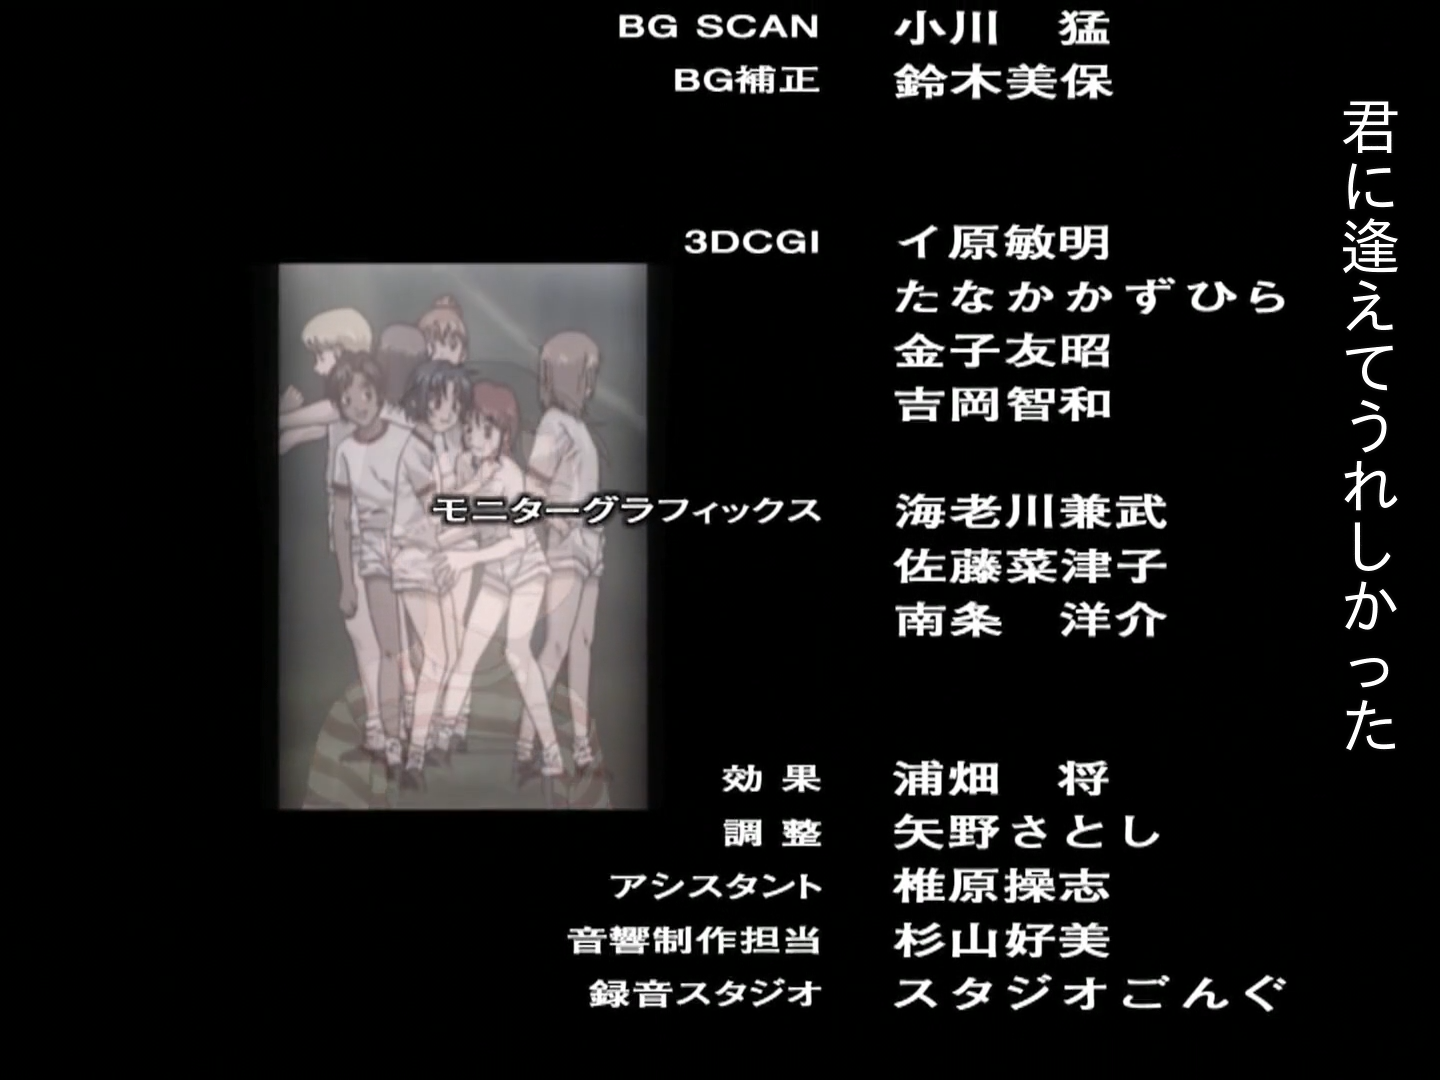 BG SCAN 小川 猛
BG補正 鈴木美保
3DCGI イ原敏明
たなかかずひら
金子友昭
吉岡智和
モニターグラフィックス 海老川兼武
佐藤菜津子
南条 洋介
効果 浦畑 将
調整 矢野さとし
アシスタント 椎原操志
音響制作担当 杉山好美
録音スタジオ スタジオごんぐ
君に逢えてうれしかった